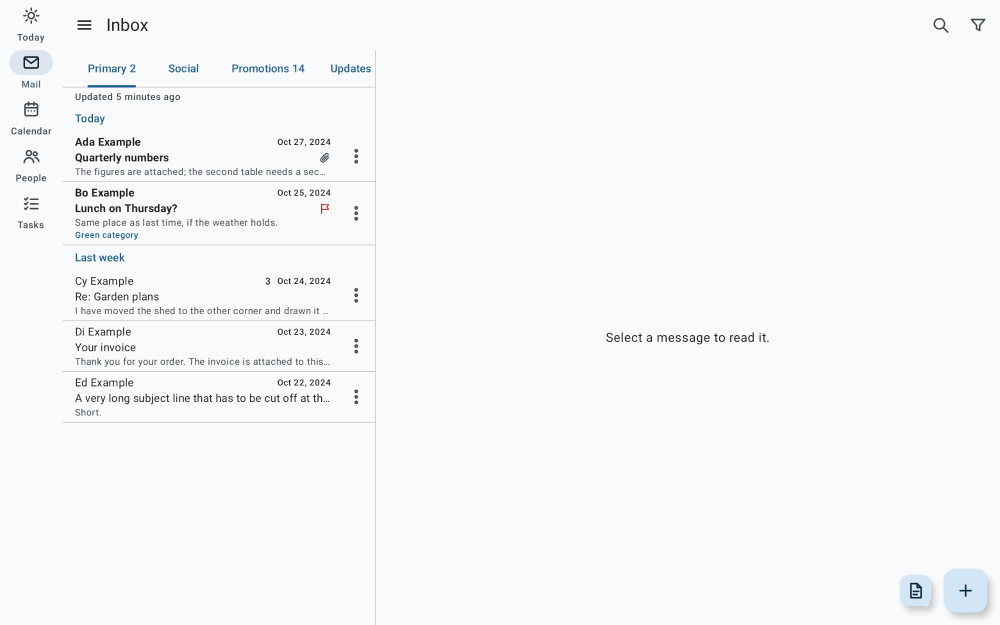 Today
Mail
Calendar
People
Tasks
Inbox
Primary 2
Social
Promotions 14
Updates
Updated 5 minutes ago
Today
Ada Example
Oct 27, 2024
Quarterly numbers
The figures are attached; the second table needs a sec…
Bo Example
Oct 25, 2024
Lunch on Thursday?
Same place as last time, if the weather holds.
Green category
Last week
Cy Example
3 Oct 24, 2024
Re: Garden plans
I have moved the shed to the other corner and drawn it …
Di Example
Oct 23, 2024
Your invoice
Thank you for your order. The invoice is attached to this…
Ed Example
Oct 22, 2024
A very long subject line that has to be cut off at th…
Short.
Select a message to read it.